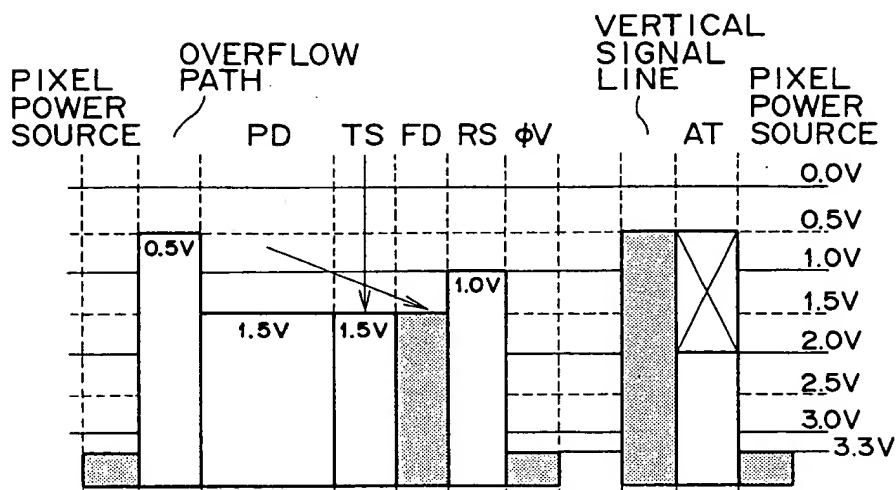 PIXEL
POWER
SOURCE
OVERFLOW
PATH
VERTICAL
SIGNAL
LINE
PIXEL
POWER
SOURCE
PD
TS
FD
RS
φV
AT
0.0V
0.5V
1.0V
1.5V
2.0V
2.5V
3.0V
3.3V
0.5V
1.5V
1.5V
1.0V